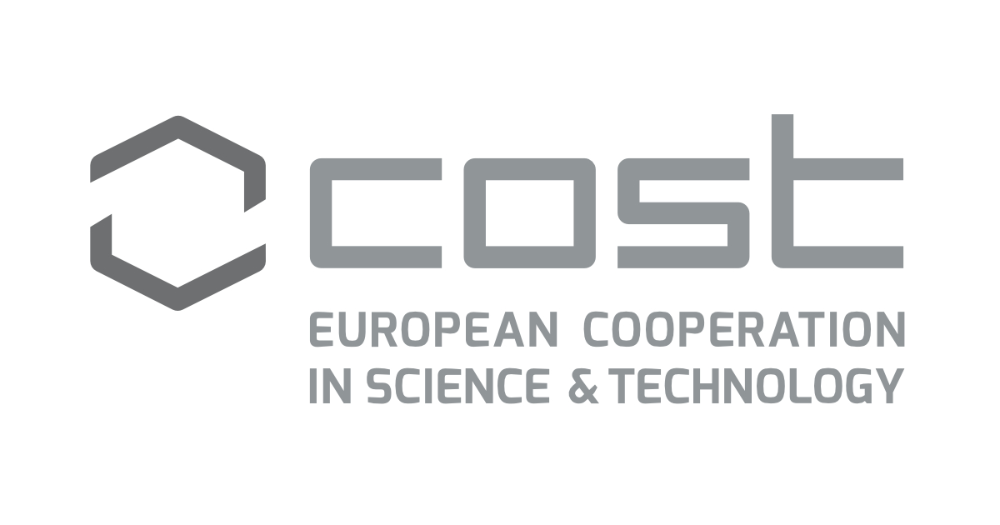 cost
EUROPEAN COOPERATION
IN SCIENCE & TECHNOLOGY